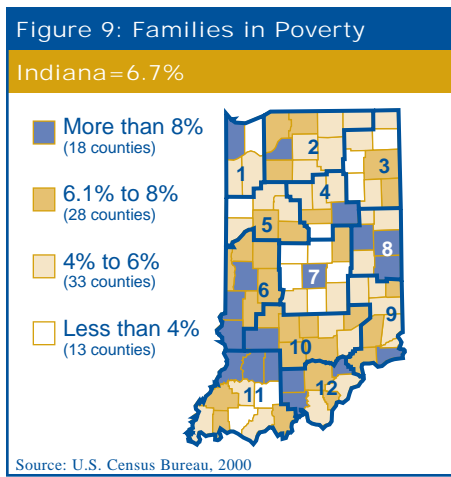 Figure 9: Families in Poverty
Indiana=6.7%
More than 8%
(18 counties)
6.1% to 8%
(28 counties)
4% to 6%
(33 counties)
Less than 4%
(13 counties)
1
2
3
4
5
6
7
8
9
10
11
12
Source: U.S. Census Bureau, 2000